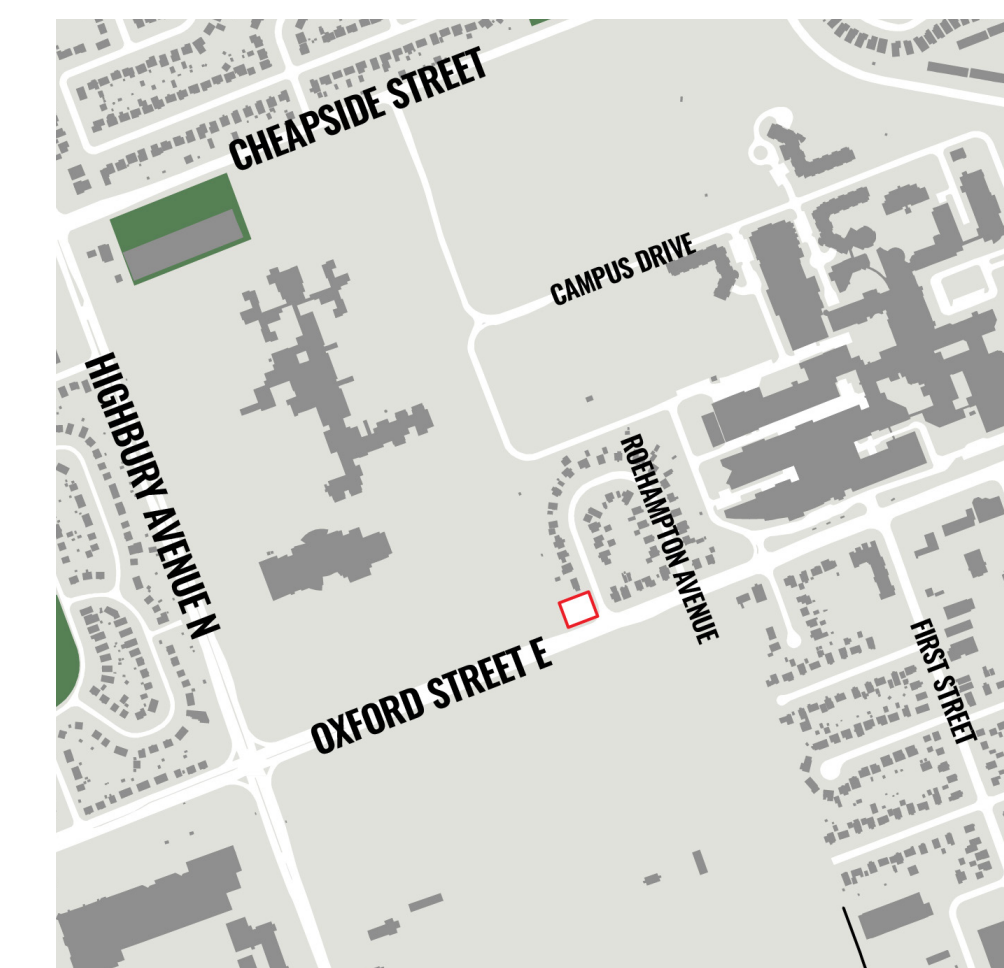 CHEAPSIDE STREET
CAMPUS DRIVE
HIGHBURY AVENUE N
ROEHAMPTON AVENUE
OXFORD STREET E
FIRST STREET